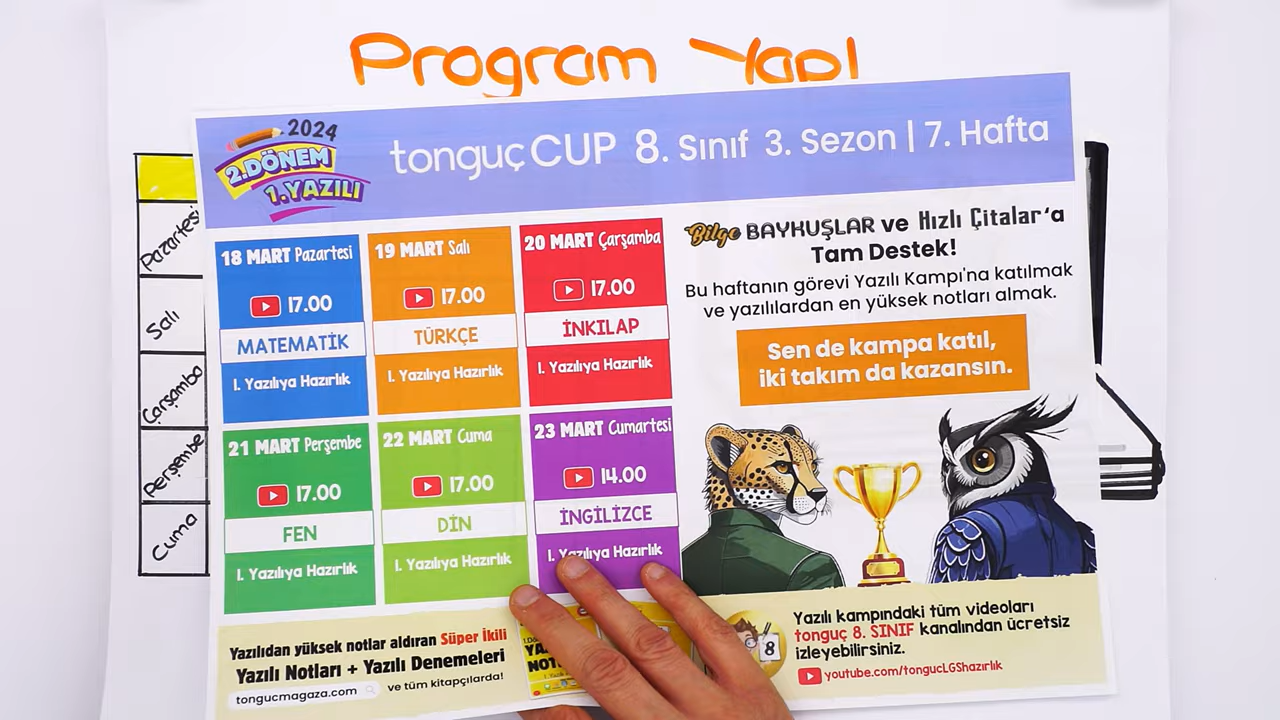 Program Yap!
2024
2.DÖNEM
1.YAZILI
tonguçCUP 8. Sınıf 3. Sezon | 7. Hafta
Pazartesi
Salı
Çarşamba
Perşembe
Cuma
18 MART Pazartesi
17.00
MATEMATİK
1. Yazılıya Hazırlık
19 MART Salı
17.00
TÜRKÇE
1. Yazılıya Hazırlık
20 MART Çarşamba
17.00
İNKILAP
1. Yazılıya Hazırlık
21 MART Perşembe
17.00
FEN
1. Yazılıya Hazırlık
22 MART Cuma
17.00
DİN
1. Yazılıya Hazırlık
23 MART Cumartesi
14.00
İNGİLİZCE
1. Yazılıya Hazırlık
Bilge BAYKUŞLAR ve Hızlı Çitalar'a
Tam Destek!
Bu haftanın görevi Yazılı Kampı'na katılmak
ve yazılılardan en yüksek notları almak.
Sen de kampa katıl,
iki takım da kazansın.
Yazılıdan yüksek notlar aldıran Süper İkili
Yazılı Notları + Yazılı Denemeleri
tongucmagaza.com ve tüm kitapçılarda!
8
Yazılı kampındaki tüm videoları
tonguç 8. SINIF kanalından ücretsiz
izleyebilirsiniz.
youtube.com/tongucLGShazırlık